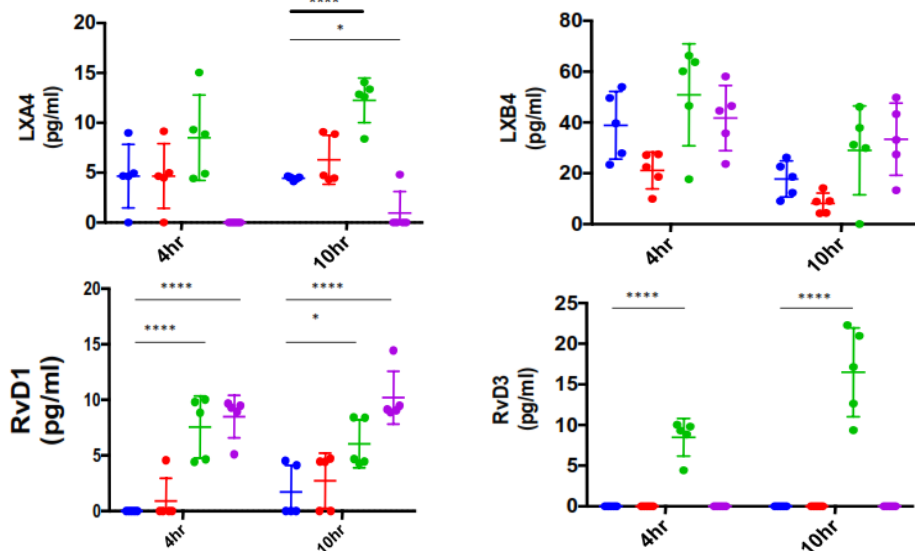 LXA4
(pg/ml)
20
15
10
5
0
****
*
4hr
10hr
LXB4
(pg/ml)
80
60
40
20
0
4hr
10hr
RvD1
(pg/ml)
20
15
10
5
0
****
****
****
*
4hr
10hr
RvD3
(pg/ml)
25
20
15
10
5
0
****
****
4hr
10hr